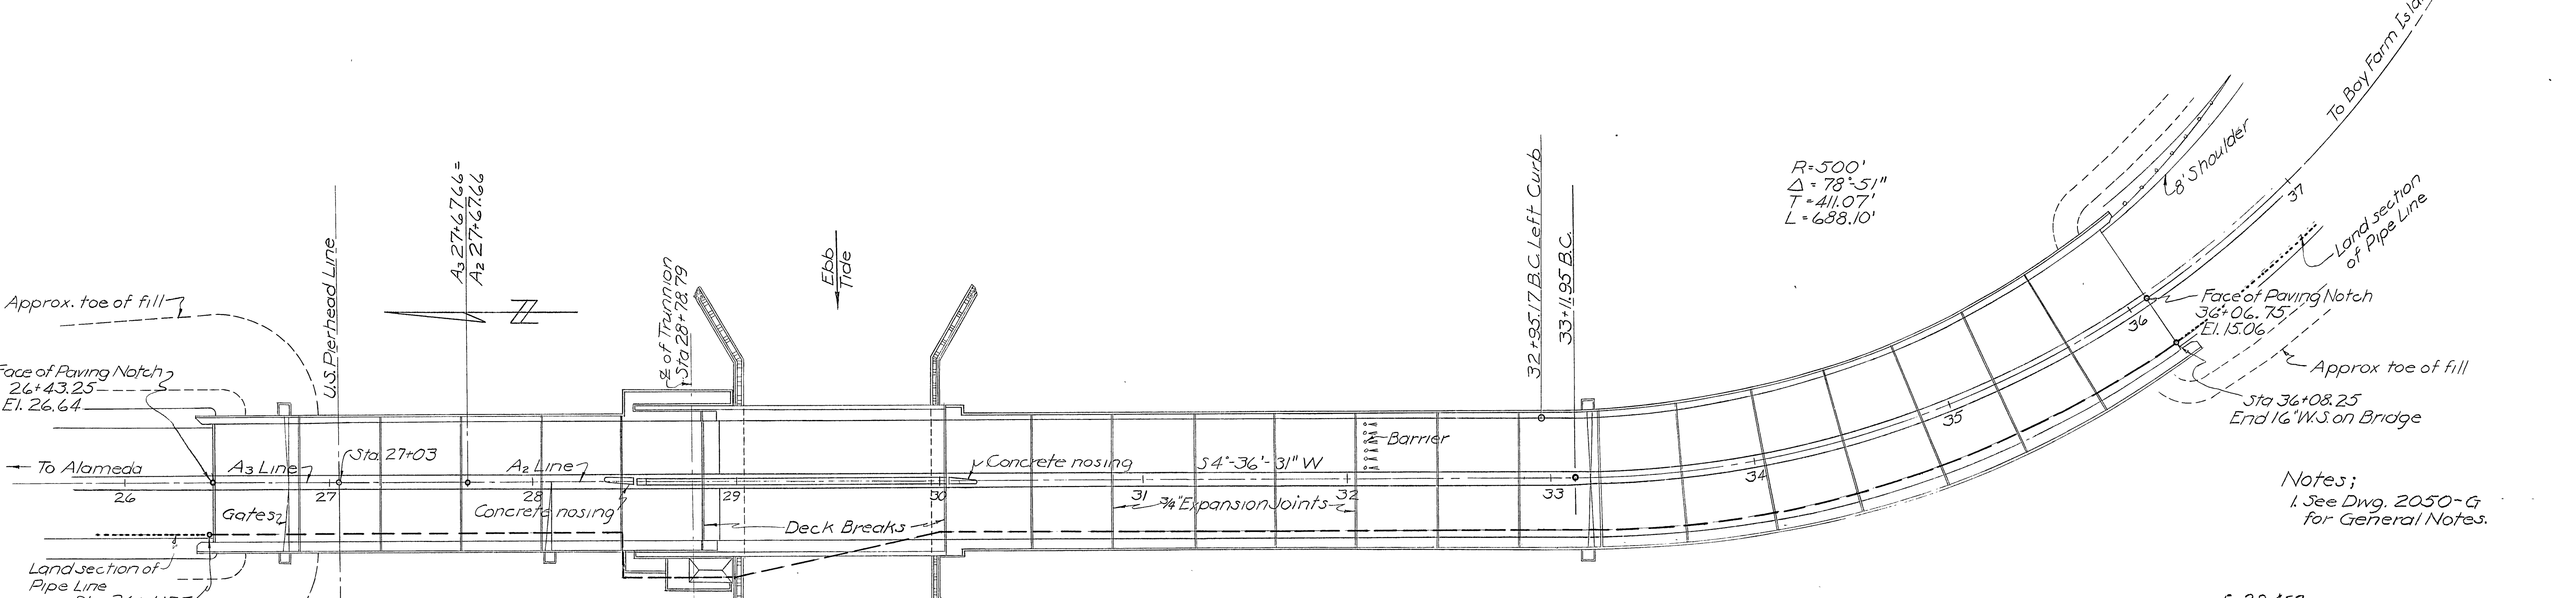 Approx. toe of fill
Face of Paving Notch
26+43.25
El. 26.64
To Alameda
A3 Line
26
27
Gates
Land section of
Pipe Line
U.S. Pierhead Line
Sta. 27+03
A3 27+67.66=
A2 27+67.66
A2 Line
28
Concrete nosing
℄ of Trunnion
Sta 28+78.79
29
Ebb
Tide
Deck Breaks
30
Concrete nosing
31
S 4°-36'-31" W
¾" Expansion Joints
32
Barrier
32+95.17 B.C. Left Curb
33+11.95 B.C.
33
R=500'
Δ = 78°-51"
T=411.07'
L=688.10'
34
35
36
37
To Bay Farm
8' Shoulder
Land section
of Pipe Line
Face of Paving Notch
36+06.75
El. 15.06
Approx toe of fill
Sta 36+08.25
End 16" W.S. on Bridge
Notes;
1. See Dwg. 2050-G
for General Notes.